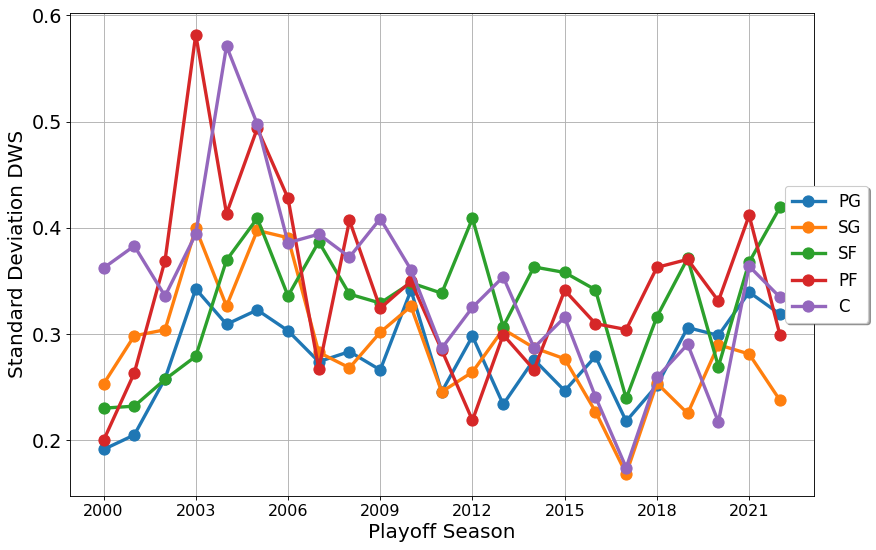 0.6
0.5
0.4
0.3
0.2
Standard Deviation DWS
2000 2003 2006 2009 2012 2015 2018 2021
Playoff Season
PG
SG
SF
PF
C